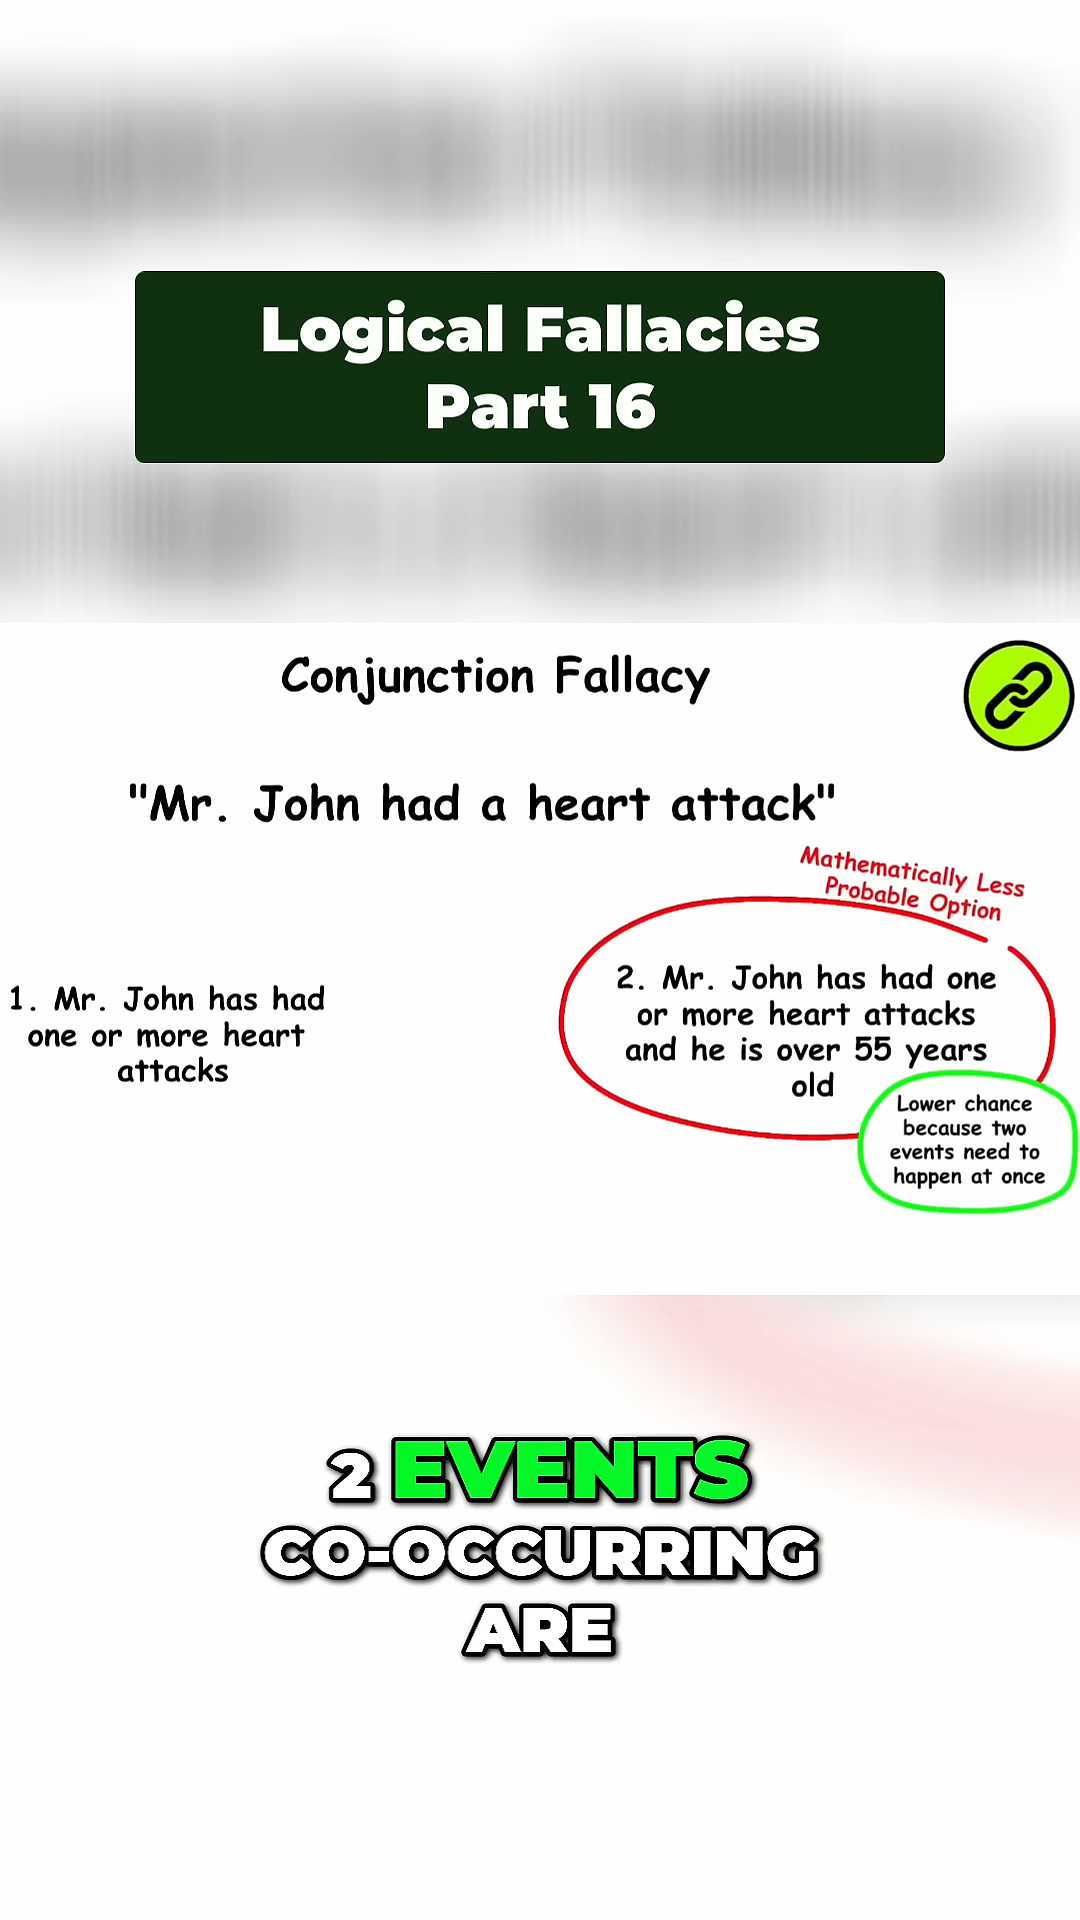 Logical Fallacies
Part 16
Conjunction Fallacy
"Mr. John had a heart attack"
Mathematically Less
Probable Option
1. Mr. John has had
one or more heart
attacks
2. Mr. John has had one
or more heart attacks
and he is over 55 years
old
Lower chance
because two
events need to
happen at once
2 EVENTS
CO-OCCURRING
ARE